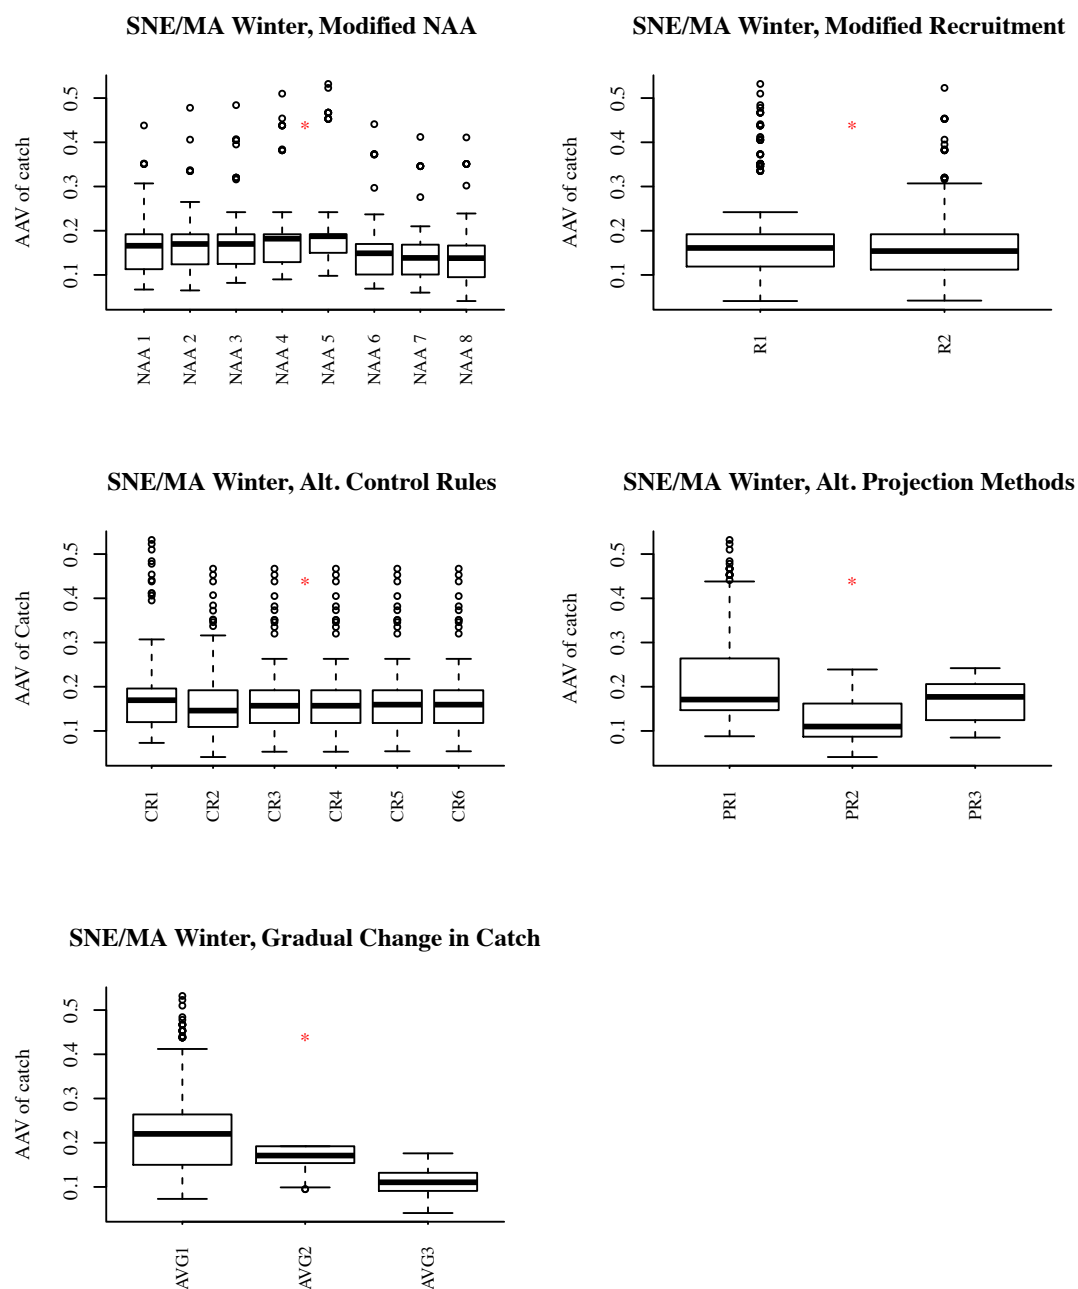 SNE/MA Winter, Modified NAA
AAV of catch
0.1 0.2 0.3 0.4 0.5
*
NAA 1 NAA 2 NAA 3 NAA 4 NAA 5 NAA 6 NAA 7 NAA 8
SNE/MA Winter, Modified Recruitment
AAV of catch
0.1 0.2 0.3 0.4 0.5
*
R1 R2
SNE/MA Winter, Alt. Control Rules
AAV of Catch
0.1 0.2 0.3 0.4 0.5
*
CR1 CR2 CR3 CR4 CR5 CR6
SNE/MA Winter, Alt. Projection Methods
AAV of catch
0.1 0.2 0.3 0.4 0.5
*
PR1 PR2 PR3
SNE/MA Winter, Gradual Change in Catch
AAV of catch
0.1 0.2 0.3 0.4 0.5
*
AVG1 AVG2 AVG3